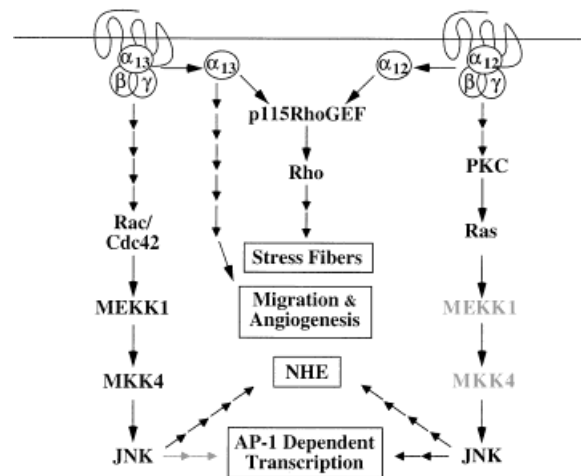 α13 α13 α12 α12
β γ β γ
p115RhoGEF
PKC
Rho
Rac/
Cdc42
Ras
Stress Fibers
MEKK1
Migration &
Angiogenesis
MEKK1
MKK4
NHE
MKK4
JNK
AP-1 Dependent
Transcription
JNK